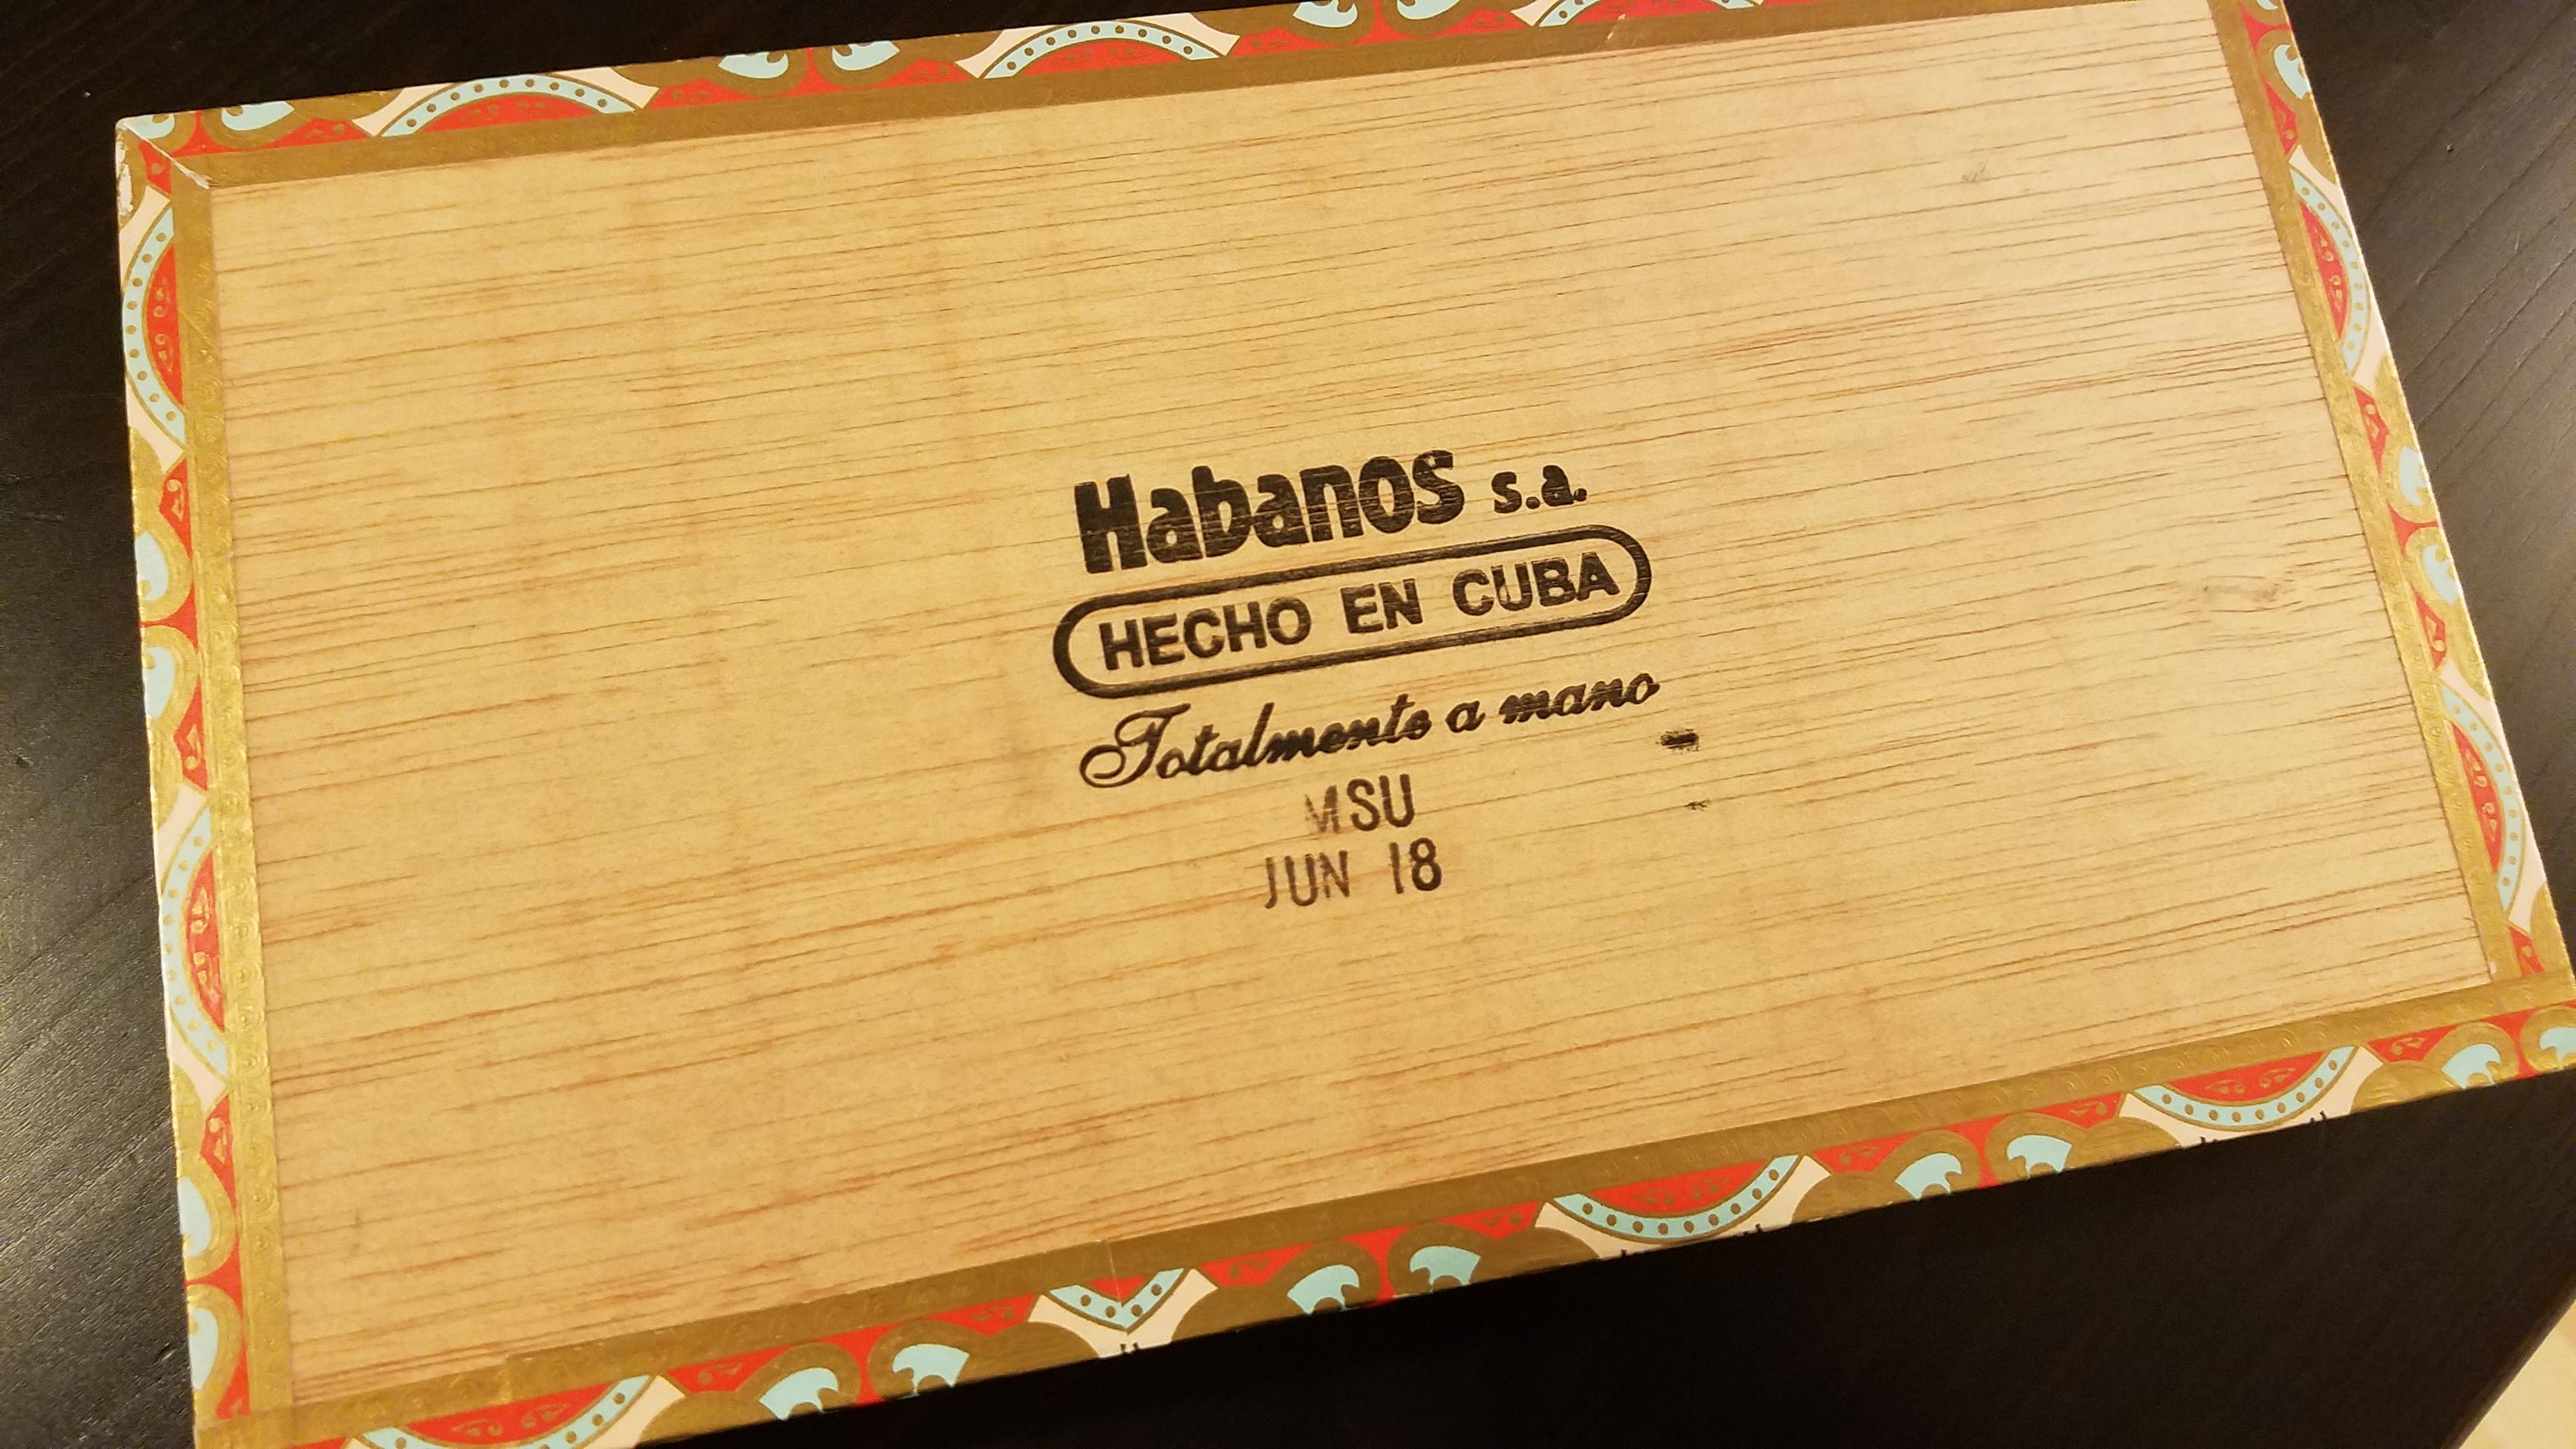 Habanos s.a.
HECHO EN CUBA
Totalmente a mano
MSU
JUN 18